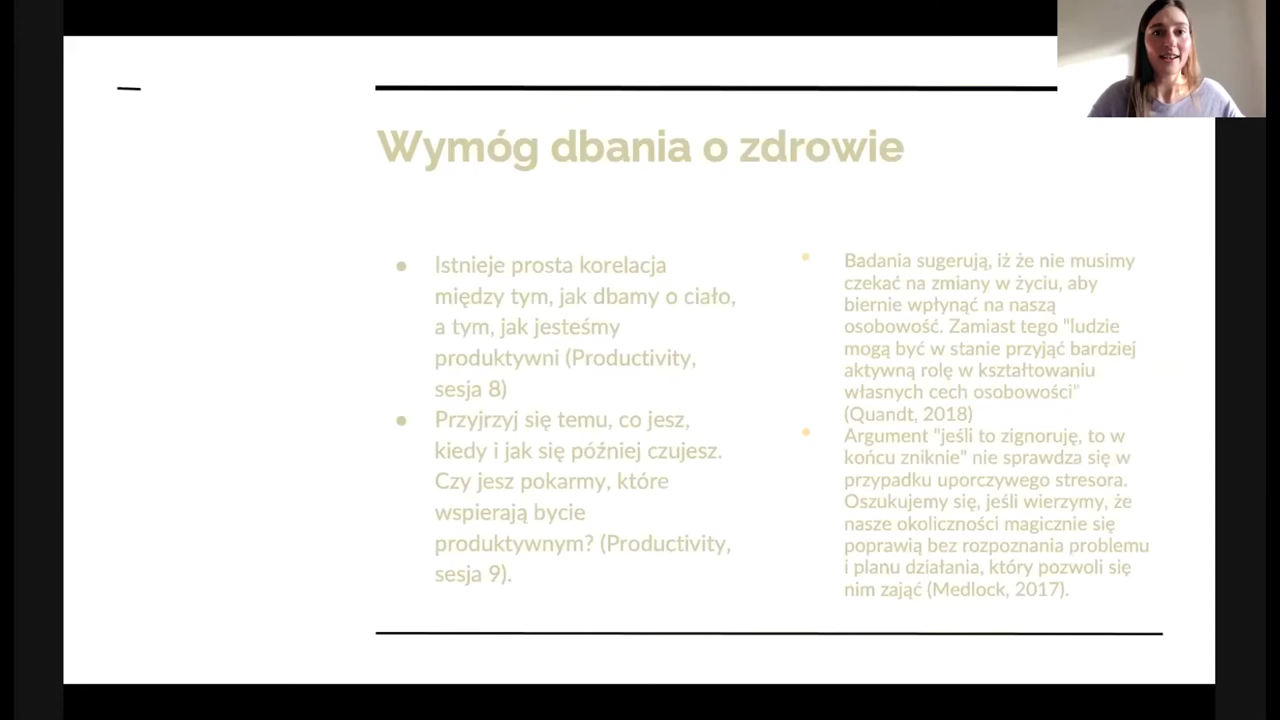 Wymóg dbania o zdrowie
Istnieje prosta korelacja
między tym, jak dbamy o ciało,
a tym, jak jesteśmy
produktywni (Productivity,
sesja 8)
Przyjrzyj się temu, co jesz,
kiedy i jak się później czujesz.
Czy jesz pokarmy, które
wspierają bycie
produktywnym? (Productivity,
sesja 9).
Badania sugerują, iż że nie musimy
czekać na zmiany w życiu, aby
biernie wpłynąć na naszą
osobowość. Zamiast tego "ludzie
mogą być w stanie przyjąć bardziej
aktywną rolę w kształtowaniu
własnych cech osobowości"
(Quandt, 2018)
Argument "jeśli to zignoruję, to w
końcu zniknie" nie sprawdza się w
przypadku uporczywego stresora.
Oszukujemy się, jeśli wierzymy, że
nasze okoliczności magicznie się
poprawią bez rozpoznania problemu
i planu działania, który pozwoli się
nim zająć (Medlock, 2017).